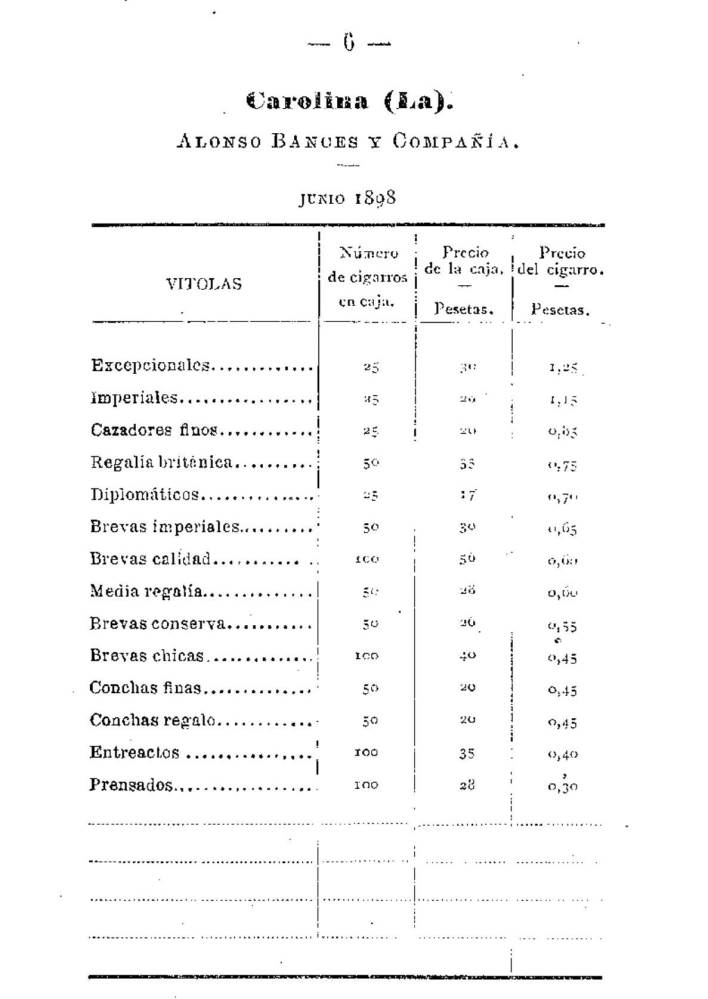 — 6 —
Carolina (La).
ALONSO BANCES Y COMPAÑÍA.
JUNIO 1898
VITOLAS
Número de cigarros en caja.
Precio de la caja. — Pesetas.
Precio del cigarro. — Pesetas.
Excepcionales.............. 25 30 1,25
Imperiales................. 25 1,15
Cazadores finos............ 25 20
Regalía británica.......... 50 35 0,75
Diplomáticos............... 25 17 0,70
Brevas imperiales.......... 50 30 0,65
Brevas calidad........... .. 100 50 0,60
Media regalía.............. 50 28 0,60
Brevas conserva........... 50 26 0,55
Brevas chicas.............. 100 40 0,45
Conchas finas.............. 50 20 0,45
Conchas regalo............. 50 20 0,45
Entreactos ................ 100 35 0,40
Prensados.................. 100 28 0,30